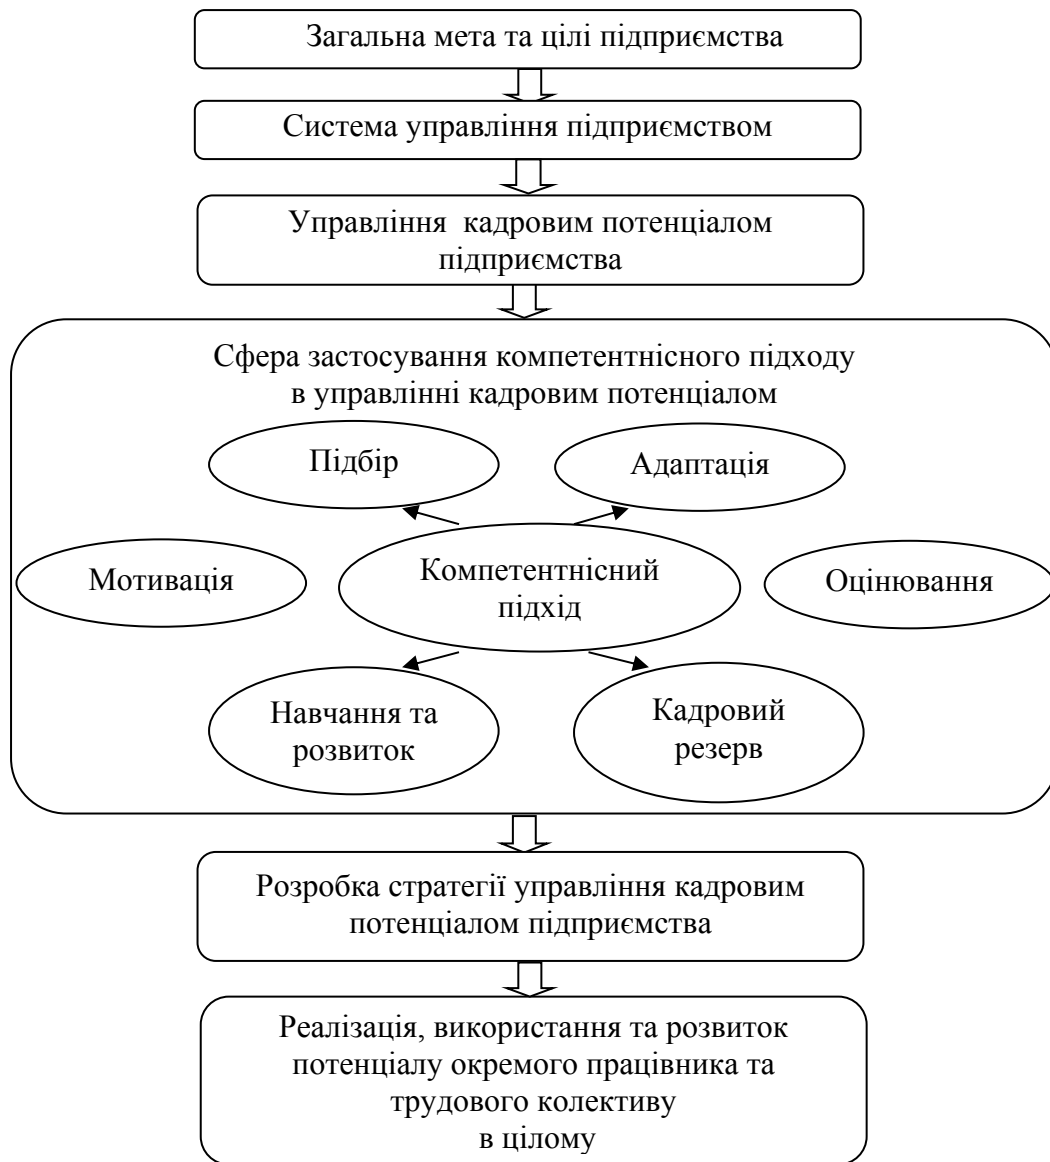 Загальна мета та цілі підприємства
Система управління підприємством
Управління кадровим потенціалом
підприємства
Сфера застосування компетентнісного підходу
в управлінні кадровим потенціалом
Підбір
Адаптація
Мотивація
Компетентнісний
підхід
Оцінювання
Навчання та
розвиток
Кадровий
резерв
Розробка стратегії управління кадровим
потенціалом підприємства
Реалізація, використання та розвиток
потенціалу окремого працівника та
трудового колективу
в цілому